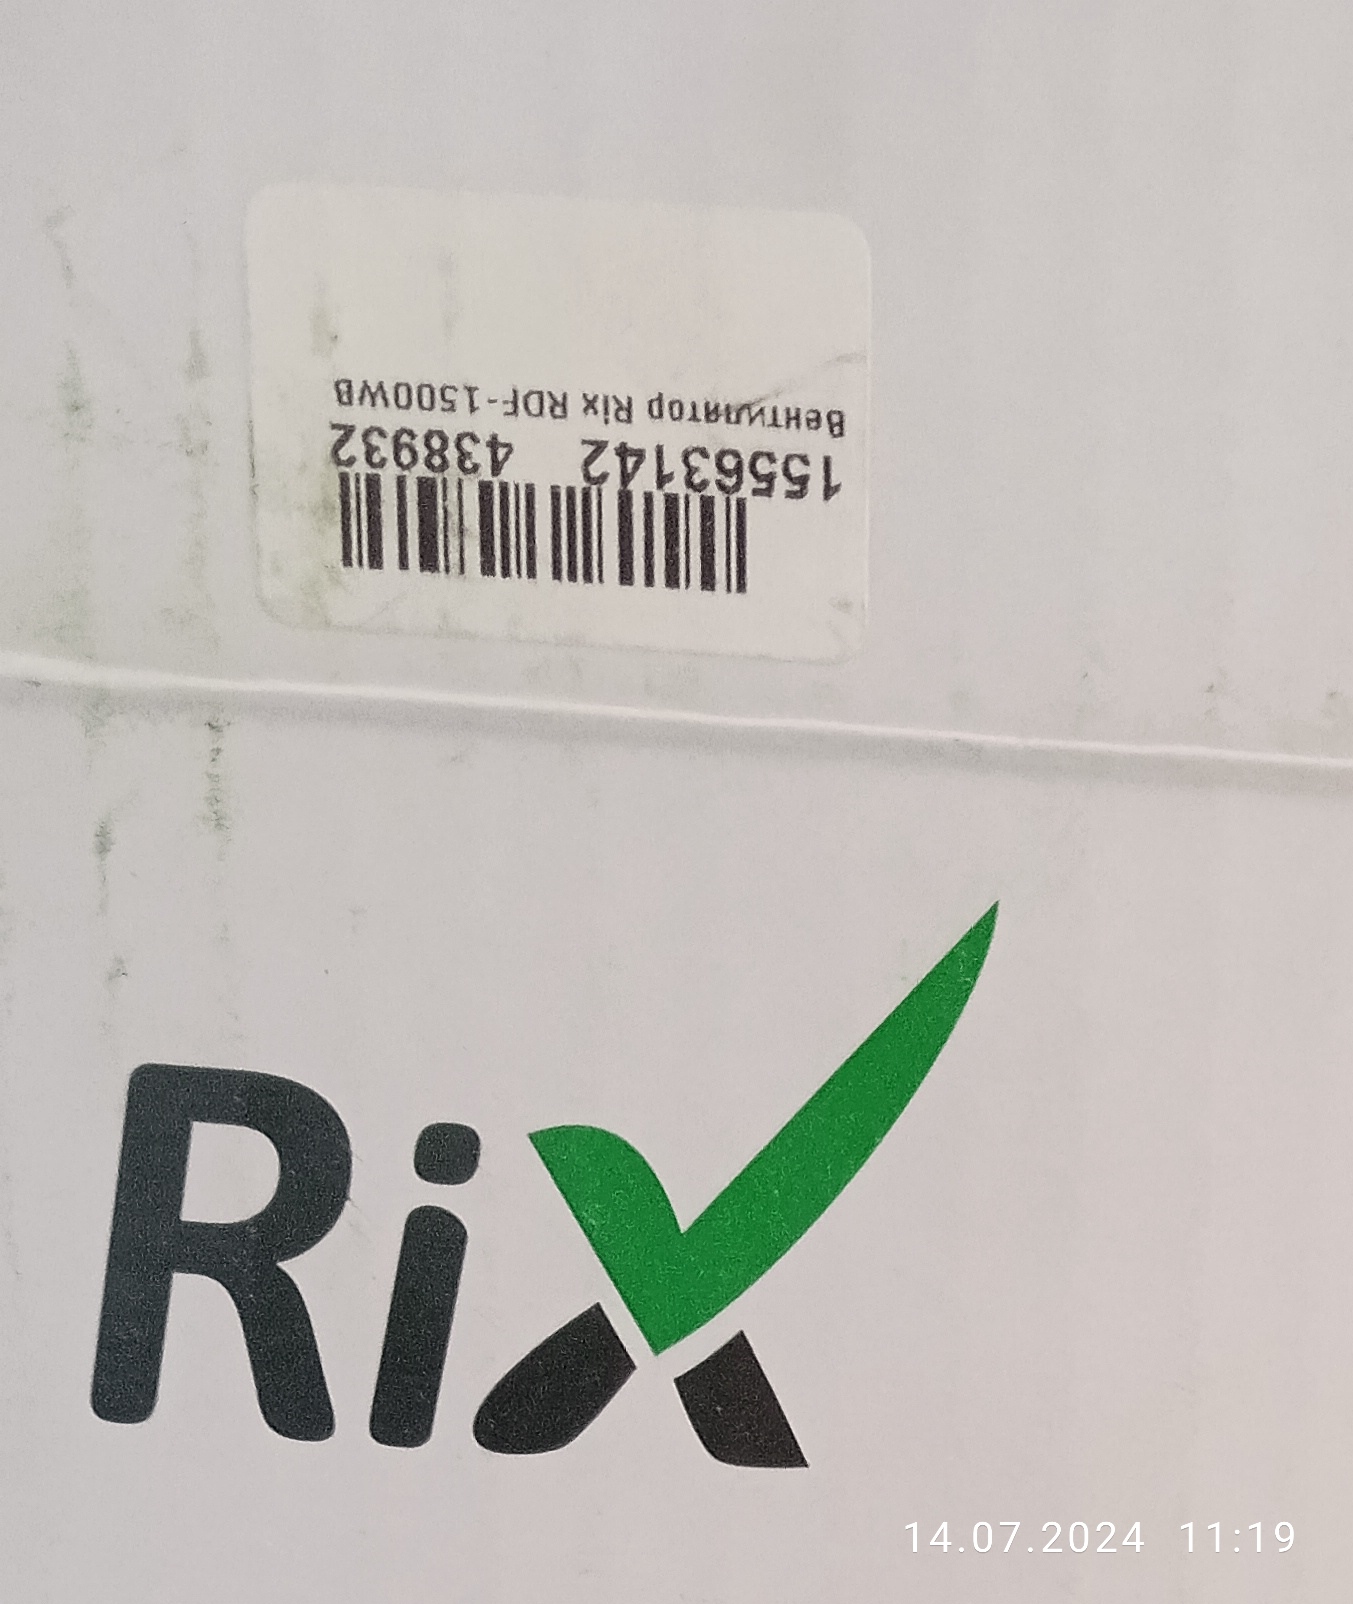 15563142 438932
Вентилятор Rix RDF-1500WB
Rix
14.07.2024 11:19